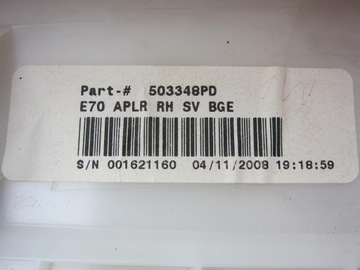 Part-# 503348PD
E70 APLR RH SV BGE
S/N 001621160 04/11/2008 19:18:59